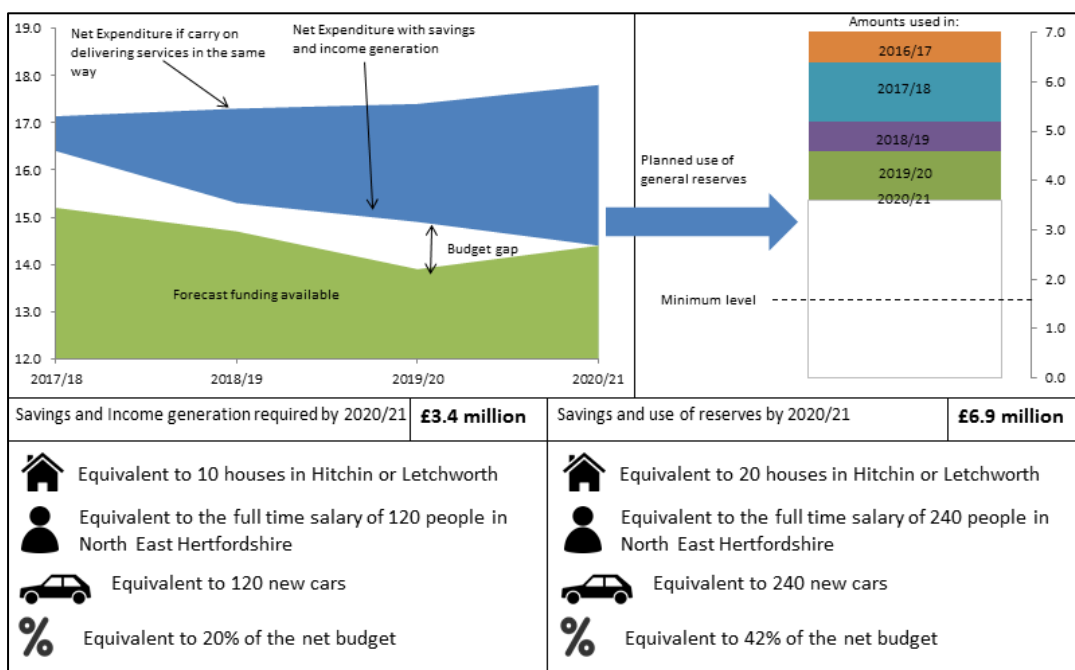 19.0
18.0
17.0
16.0
15.0
14.0
13.0
12.0
Net Expenditure if carry on
delivering services in the same
way
Net Expenditure with savings
and income generation
Budget gap
Forecast funding available
2017/18
2018/19
2019/20
2020/21
Planned use of
general reserves
Minimum level
Amounts used in:
2016/17
2017/18
2018/19
2019/20
2020/21
7.0
6.0
5.0
4.0
3.0
2.0
1.0
0.0
Savings and Income generation required by 2020/21
£3.4 million
Savings and use of reserves by 2020/21
£6.9 million
Equivalent to 10 houses in Hitchin or Letchworth
Equivalent to the full time salary of 120 people in
North East Hertfordshire
Equivalent to 120 new cars
%
Equivalent to 20% of the net budget
Equivalent to 20 houses in Hitchin or Letchworth
Equivalent to the full time salary of 240 people in
North East Hertfordshire
Equivalent to 240 new cars
%
Equivalent to 42% of the net budget